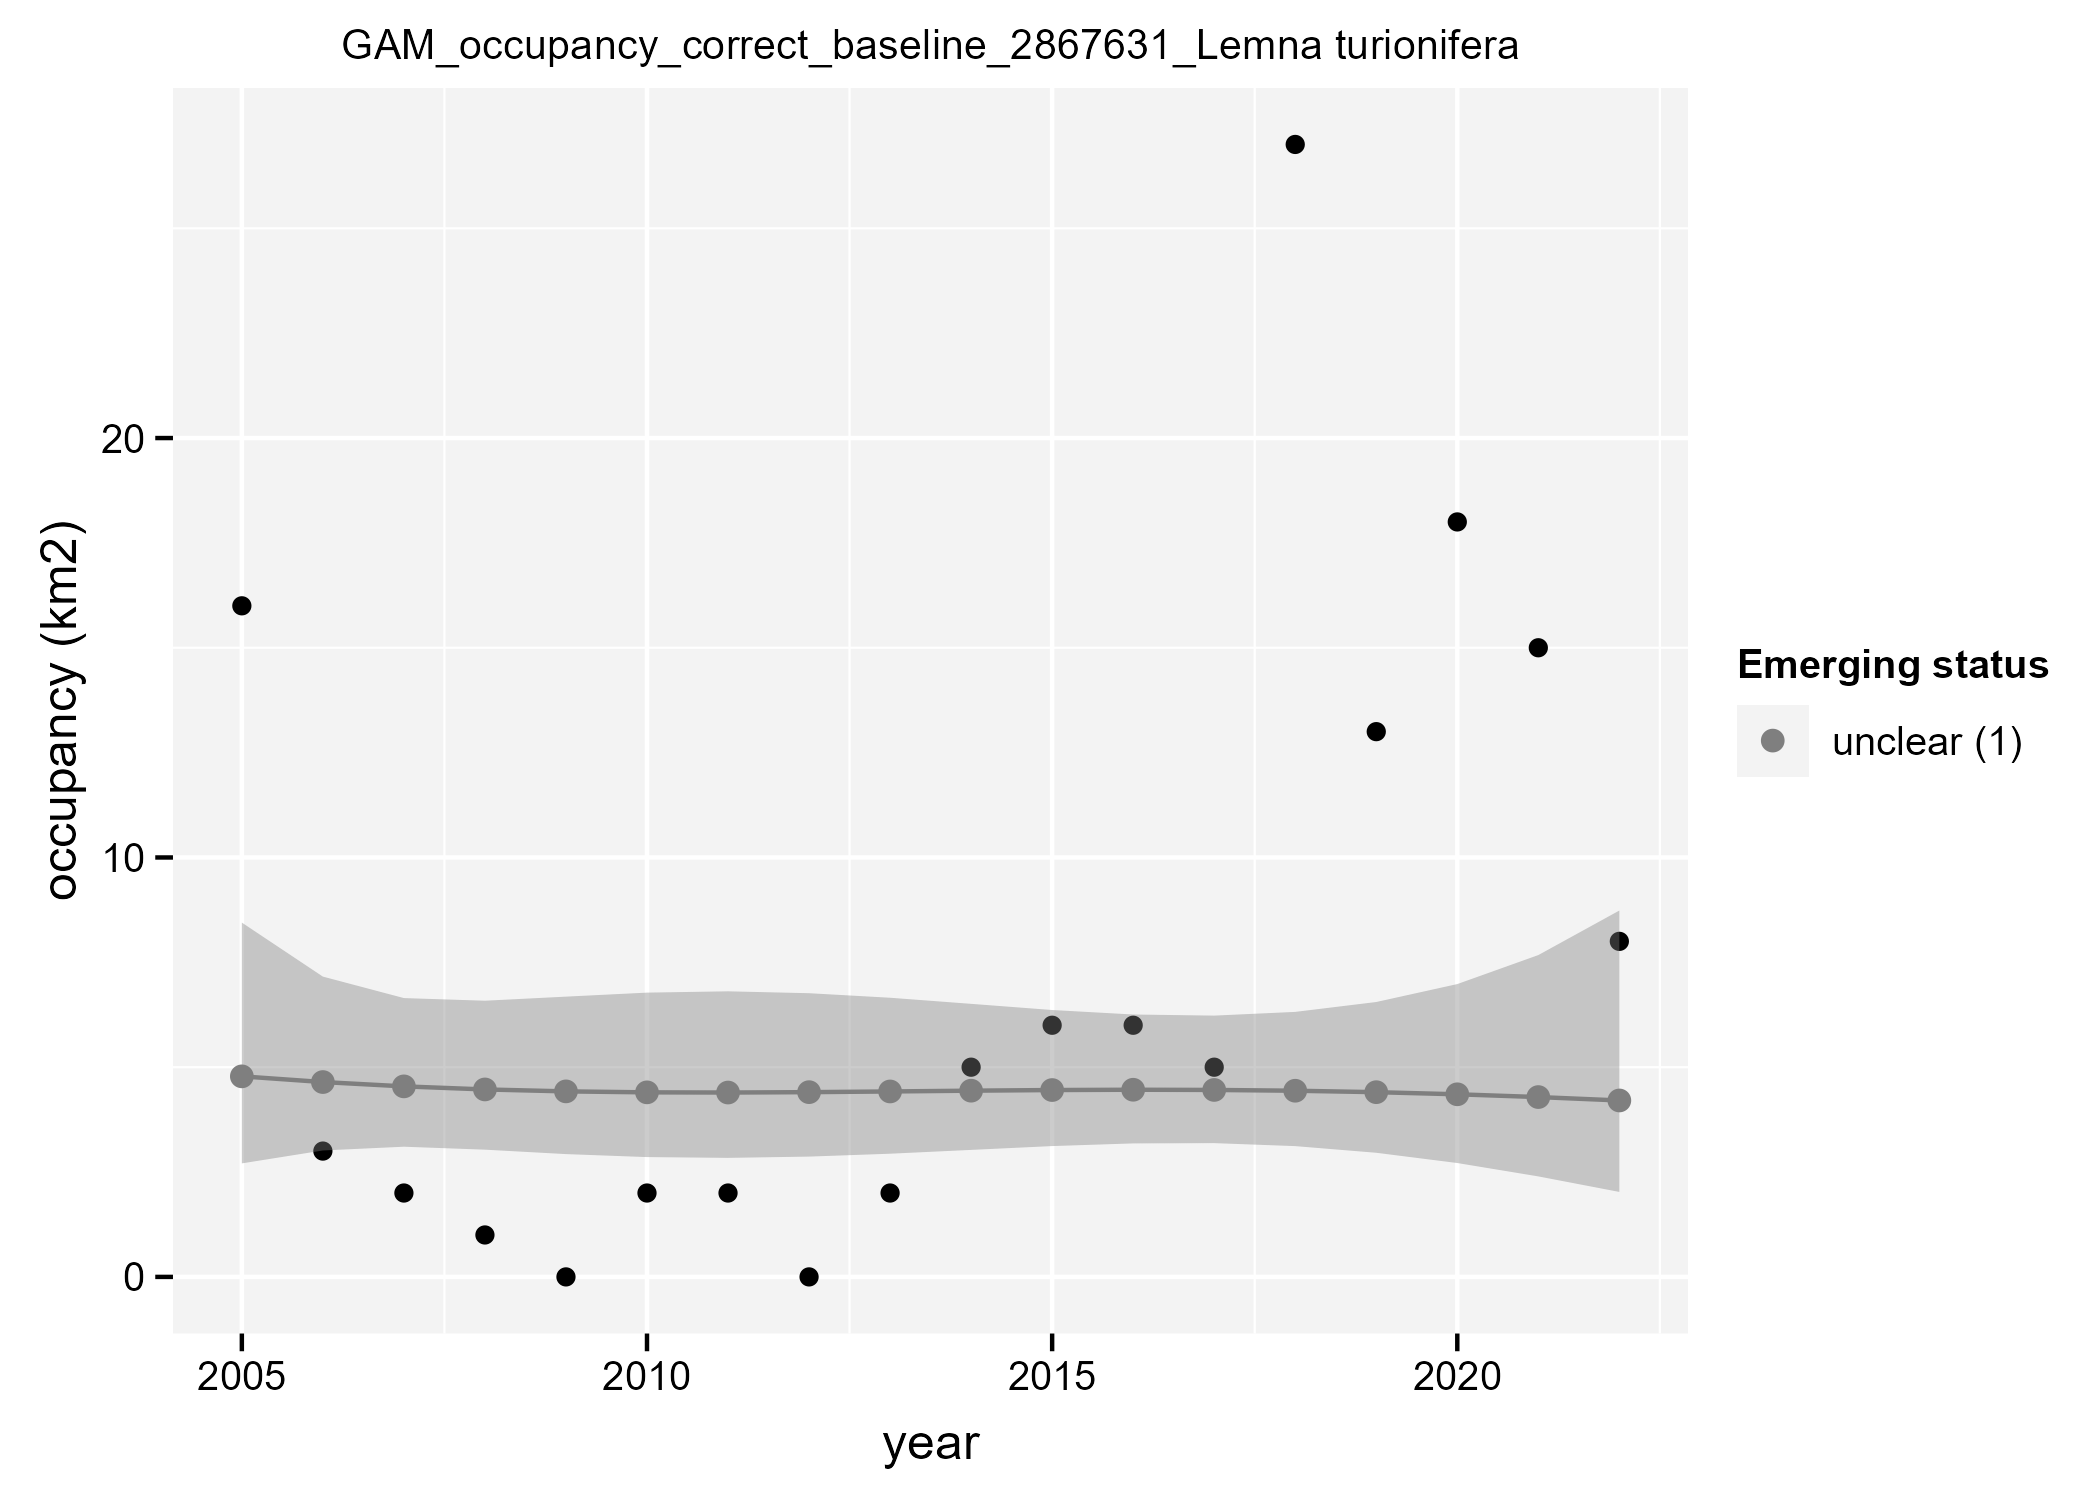 GAM_occupancy_correct_baseline_2867631_Lemna turionifera
occupancy (km2)
20
10
0
2005
2010
2015
2020
year
Emerging status
unclear (1)